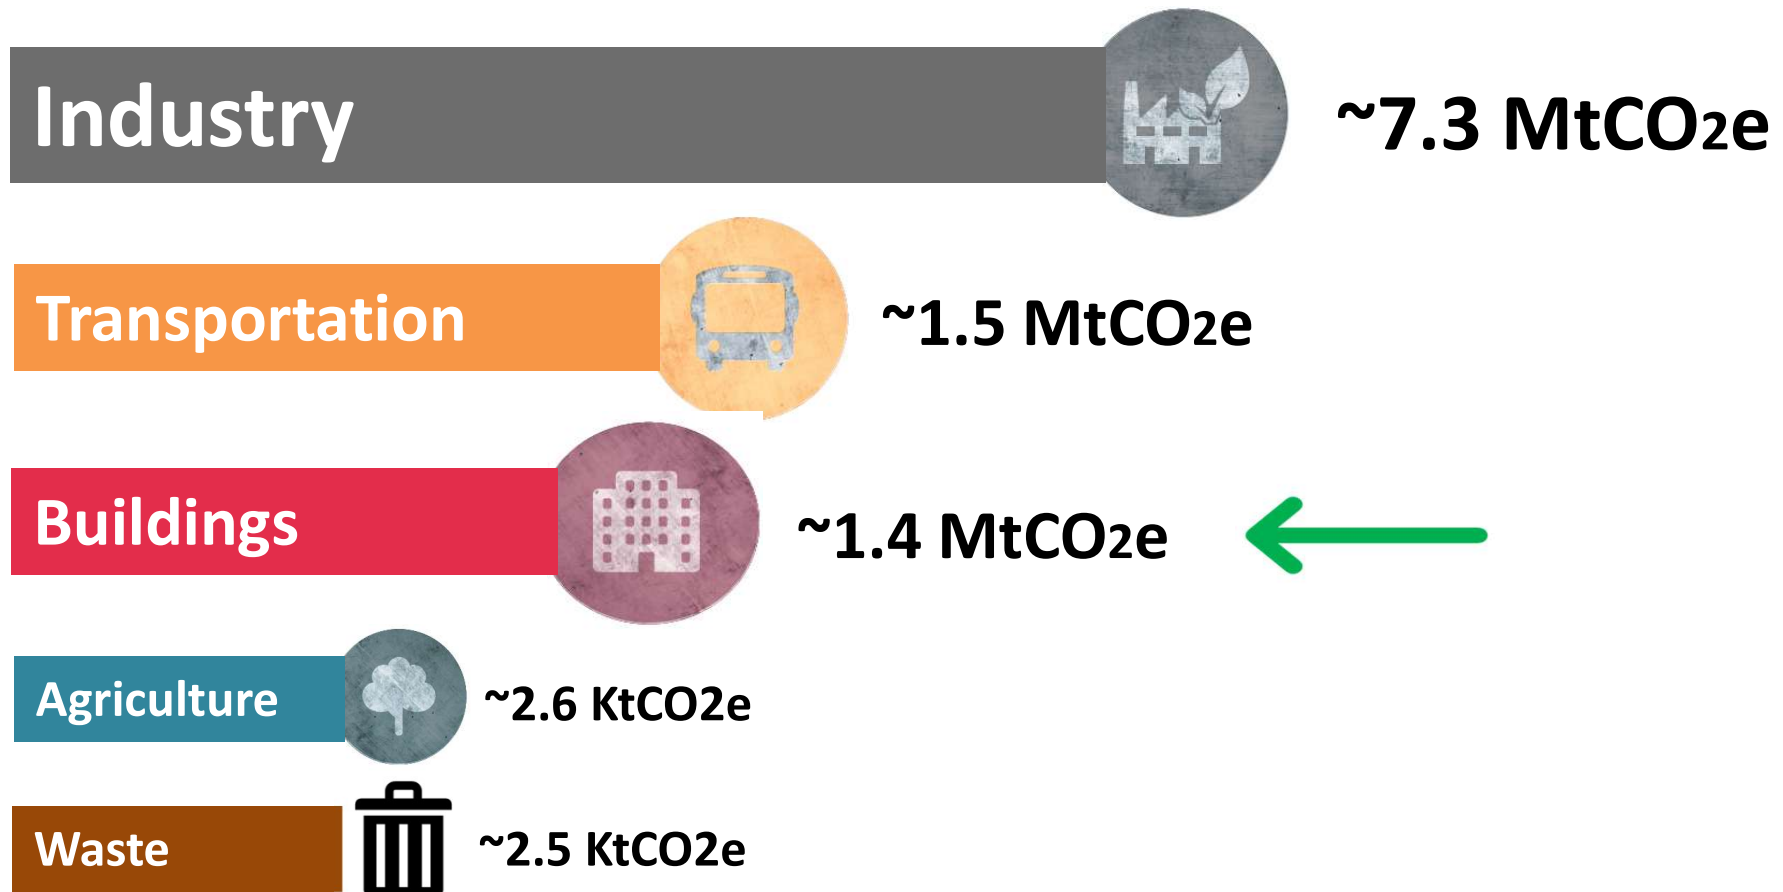 Industry ~7.3 MtCO2e
Transportation ~1.5 MtCO2e
Buildings ~1.4 MtCO2e
Agriculture ~2.6 KtCO2e
Waste ~2.5 KtCO2e